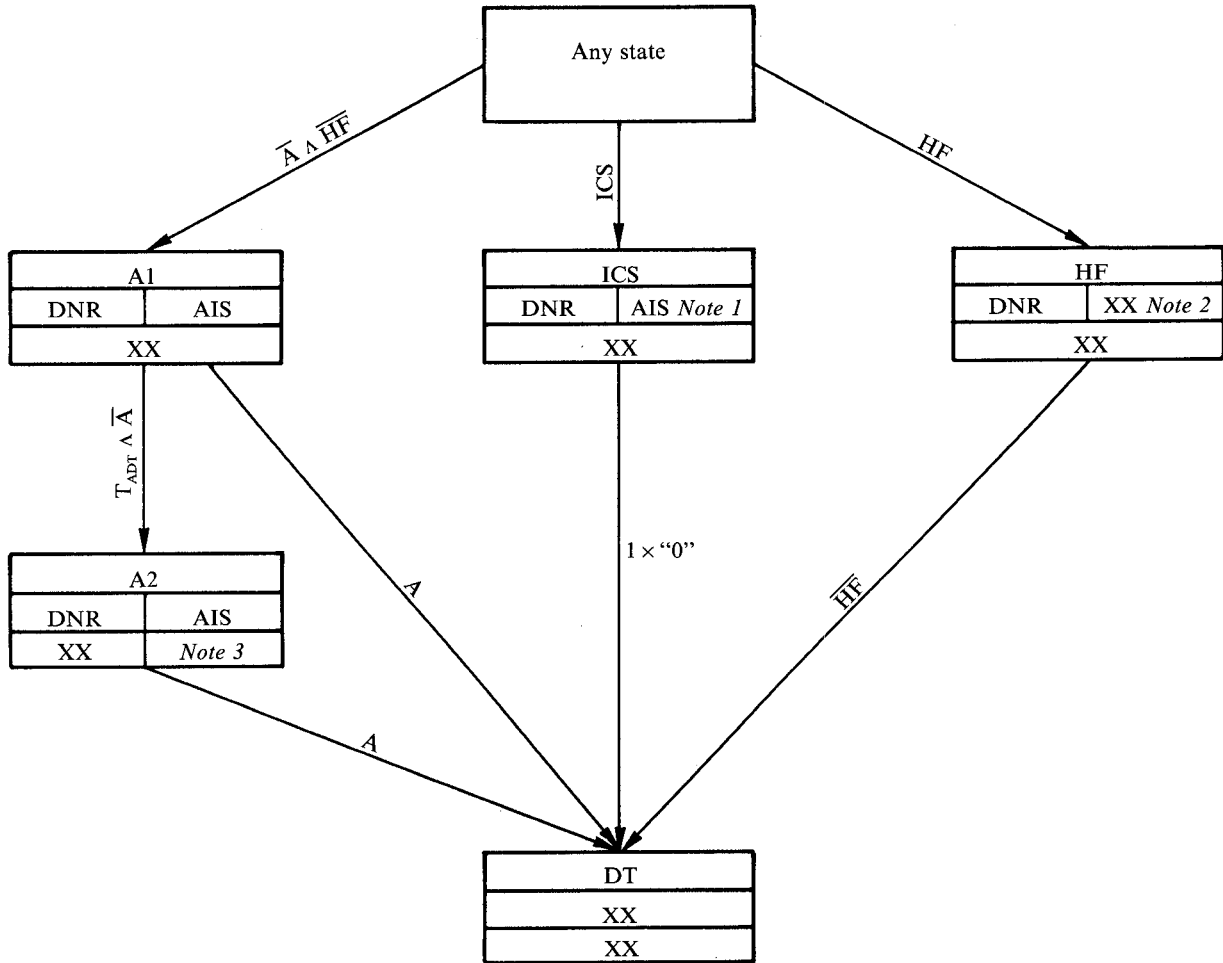 Any state
A̅ ∧ H̅F̅
ICS
HF
A1
DNR AIS
XX
ICS
DNR AIS Note 1
XX
HF
DNR XX Note 2
XX
T_ADT ∧ A̅
A
1 × “0”
H̅F̅
A2
DNR AIS
XX Note 3
A
DT
XX
XX